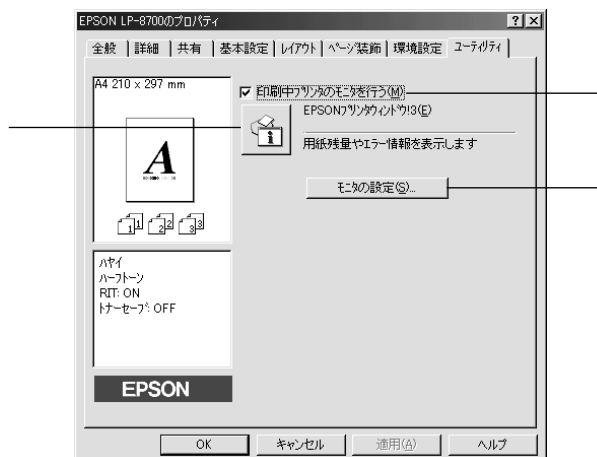 EPSON LP-8700のプロパティ
全般 詳細 共有 基本設定 レイアウト ページ装飾 環境設定 ユーティリティ
A4 210 x 297 mm
A
1 1 2 2 3 3
ハヤイ
ハーフトーン
RIT: ON
トナーセーブ: OFF
EPSON
印刷中プリンタのモニタを行う(M)
EPSONプリンタウィンドウ!3(E)
用紙残量やエラー情報を表示します
モニタの設定(S)...
OK キャンセル 適用(A) ヘルプ